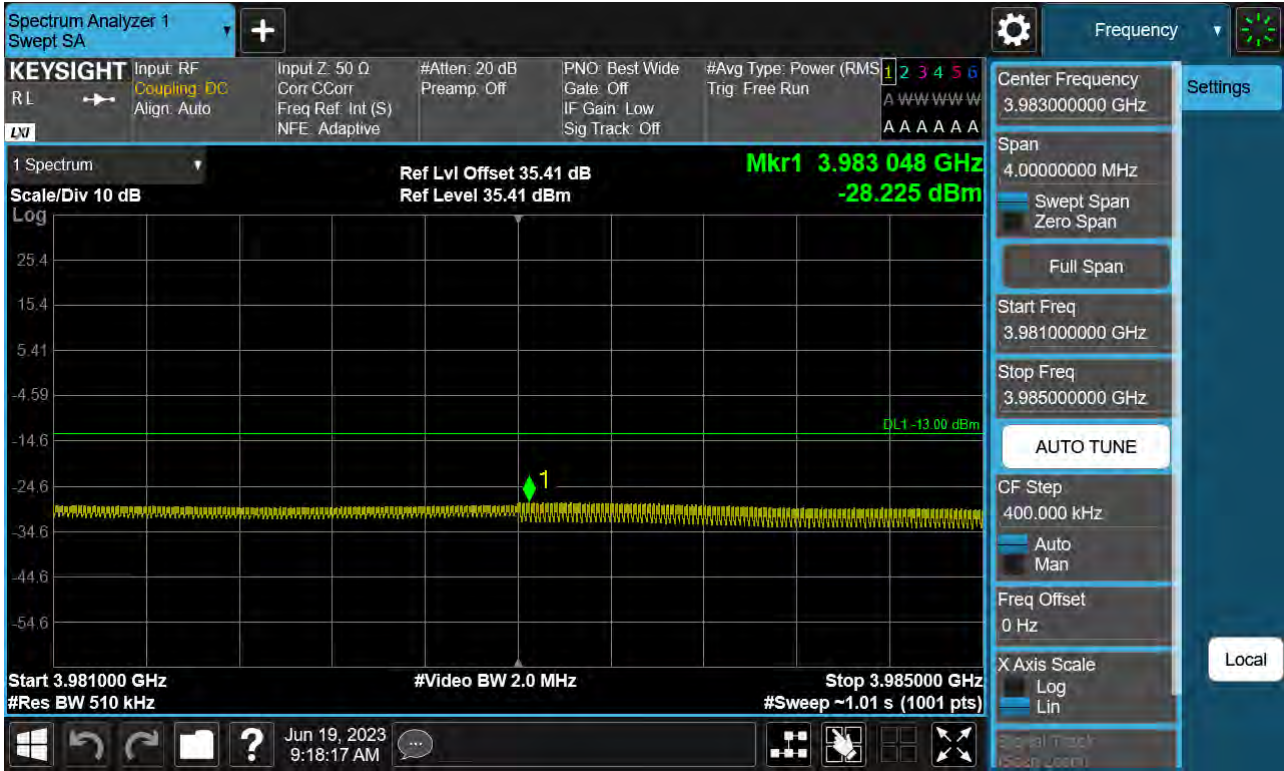 Spectrum Analyzer 1
Swept SA
Frequency
KEYSIGHT
RL
LXI
Input: RF
Coupling: DC
Align: Auto
Input Z: 50 Ω
Corr CCorr
Freq Ref: Int (S)
NFE: Adaptive
#Atten: 20 dB
Preamp: Off
PNO: Best Wide
Gate: Off
IF Gain: Low
Sig Track: Off
#Avg Type: Power (RMS
Trig: Free Run
1 2 3 4 5 6
A W W W W W
A A A A A A
1 Spectrum
Scale/Div 10 dB
Log
Ref Lvl Offset 35.41 dB
Ref Level 35.41 dBm
Mkr1 3.983 048 GHz
-28.225 dBm
25.4
15.4
5.41
-4.59
-14.6
-24.6
-34.6
-44.6
-54.6
DL1 -13.00 dBm
1
Start 3.981000 GHz
#Res BW 510 kHz
#Video BW 2.0 MHz
Stop 3.985000 GHz
#Sweep ~1.01 s (1001 pts)
Center Frequency
3.983000000 GHz
Settings
Span
4.00000000 MHz
Swept Span
Zero Span
Full Span
Start Freq
3.981000000 GHz
Stop Freq
3.985000000 GHz
AUTO TUNE
CF Step
400.000 kHz
Auto
Man
Freq Offset
0 Hz
X Axis Scale
Log
Lin
Local
Signal Track
(Span Zoom)
?
Jun 19, 2023
9:18:17 AM